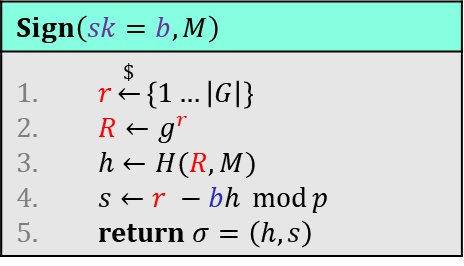 Sign(sk = b, M)
1. r $← {1 … |G|}
2. R ← g^r
3. h ← H(R, M)
4. s ← r − bh mod p
5. return σ = (h, s)